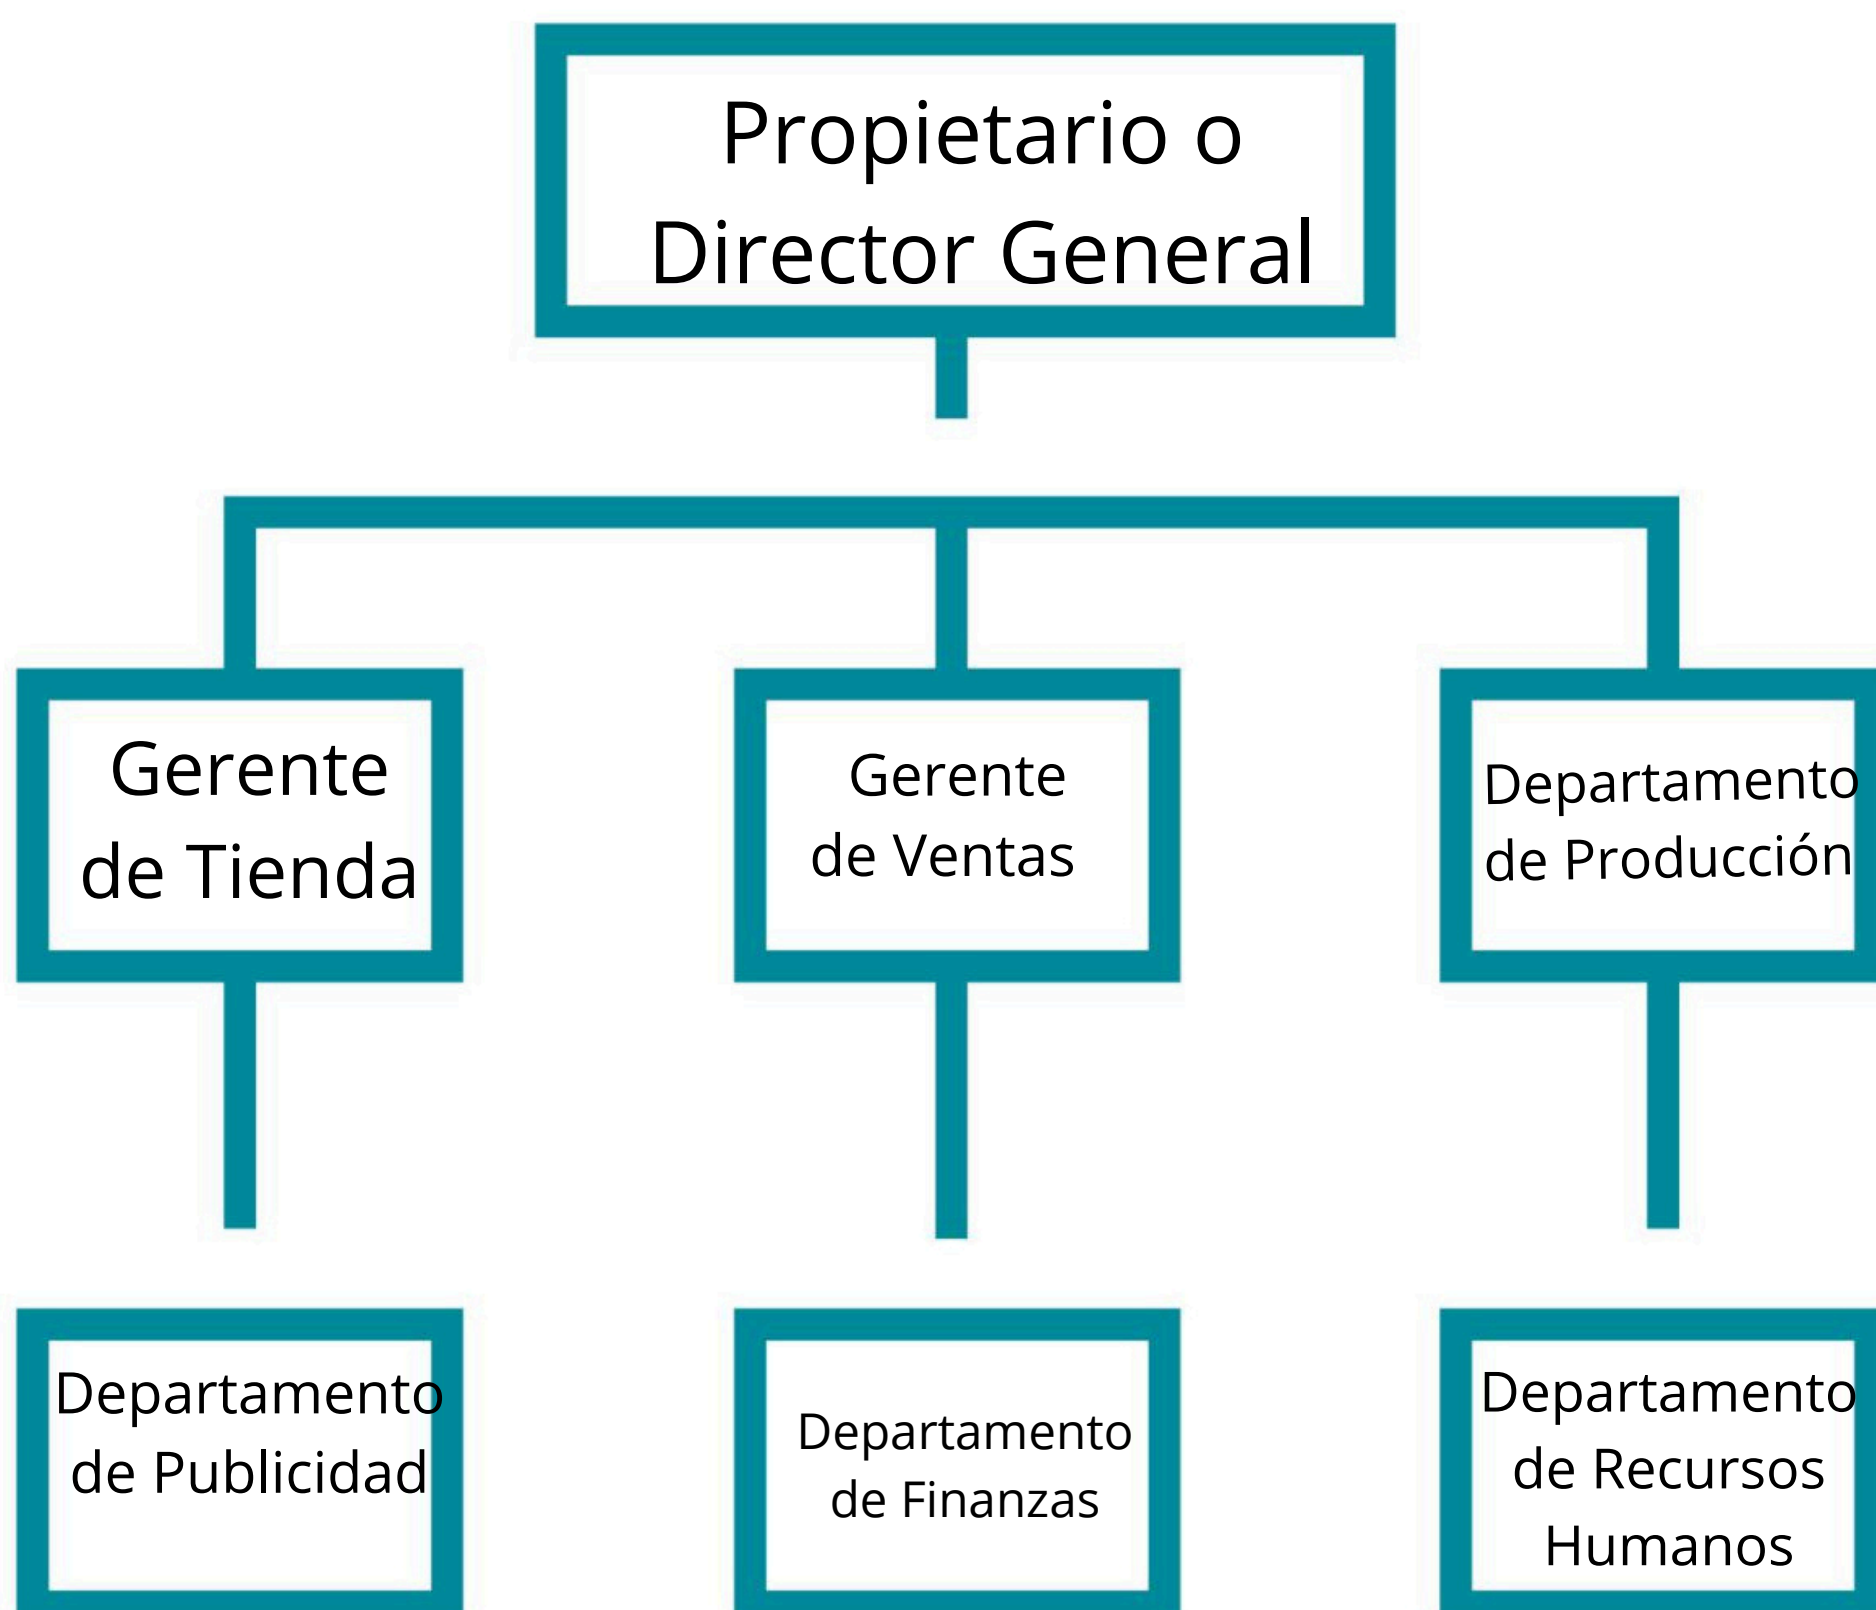 Propietario o
Director General
Gerente
de Tienda
Gerente
de Ventas
Departamento
de Producción
Departamento
de Publicidad
Departamento
de Finanzas
Departamento
de Recursos
Humanos